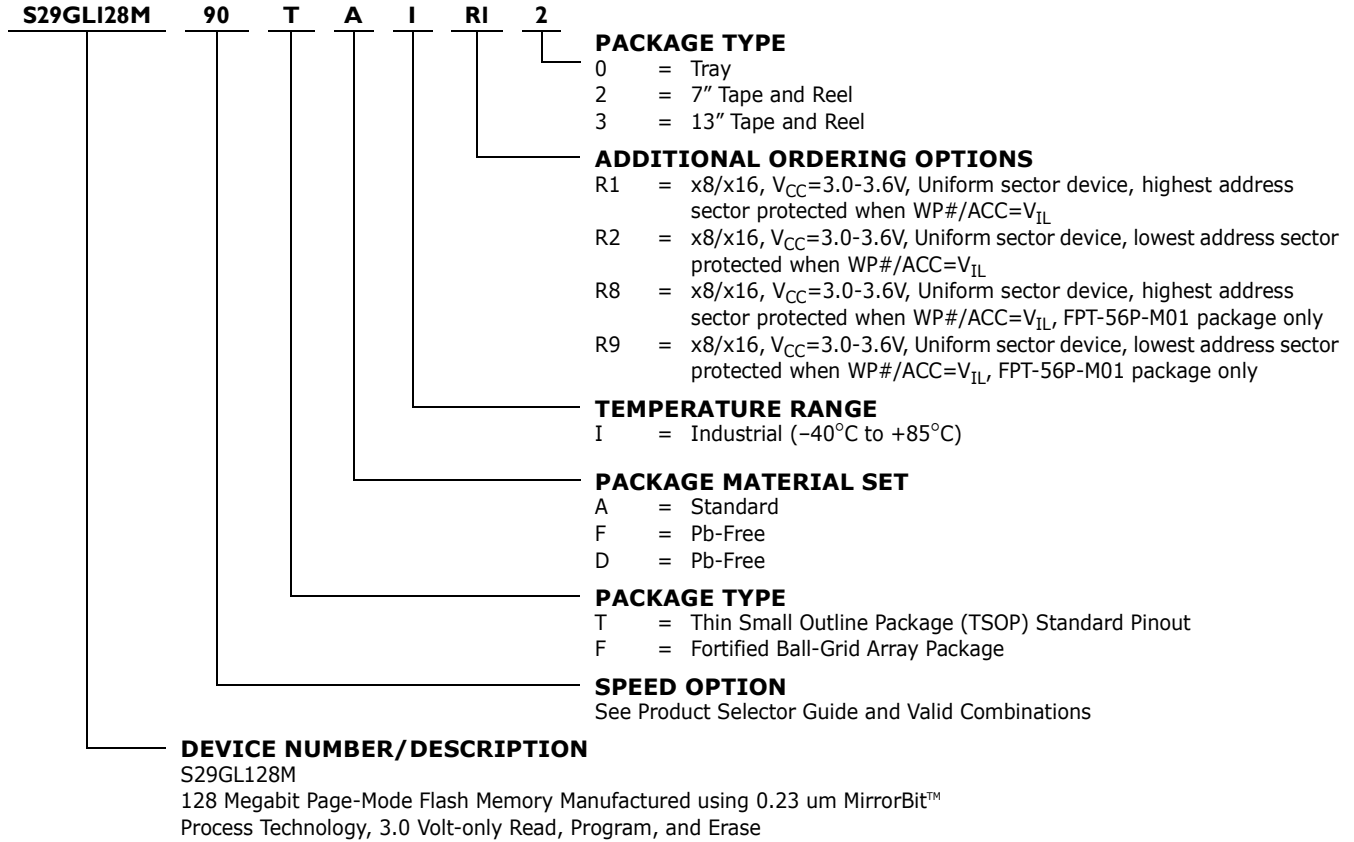 S29GL128M 90 T A I R1 2
PACKAGE TYPE
0 = Tray
2 = 7” Tape and Reel
3 = 13” Tape and Reel
ADDITIONAL ORDERING OPTIONS
R1 = x8/x16, VCC=3.0-3.6V, Uniform sector device, highest address
sector protected when WP#/ACC=VIL
R2 = x8/x16, VCC=3.0-3.6V, Uniform sector device, lowest address sector
protected when WP#/ACC=VIL
R8 = x8/x16, VCC=3.0-3.6V, Uniform sector device, highest address
sector protected when WP#/ACC=VIL, FPT-56P-M01 package only
R9 = x8/x16, VCC=3.0-3.6V, Uniform sector device, lowest address sector
protected when WP#/ACC=VIL, FPT-56P-M01 package only
TEMPERATURE RANGE
I = Industrial (–40°C to +85°C)
PACKAGE MATERIAL SET
A = Standard
F = Pb-Free
D = Pb-Free
PACKAGE TYPE
T = Thin Small Outline Package (TSOP) Standard Pinout
F = Fortified Ball-Grid Array Package
SPEED OPTION
See Product Selector Guide and Valid Combinations
DEVICE NUMBER/DESCRIPTION
S29GL128M
128 Megabit Page-Mode Flash Memory Manufactured using 0.23 um MirrorBit™
Process Technology, 3.0 Volt-only Read, Program, and Erase